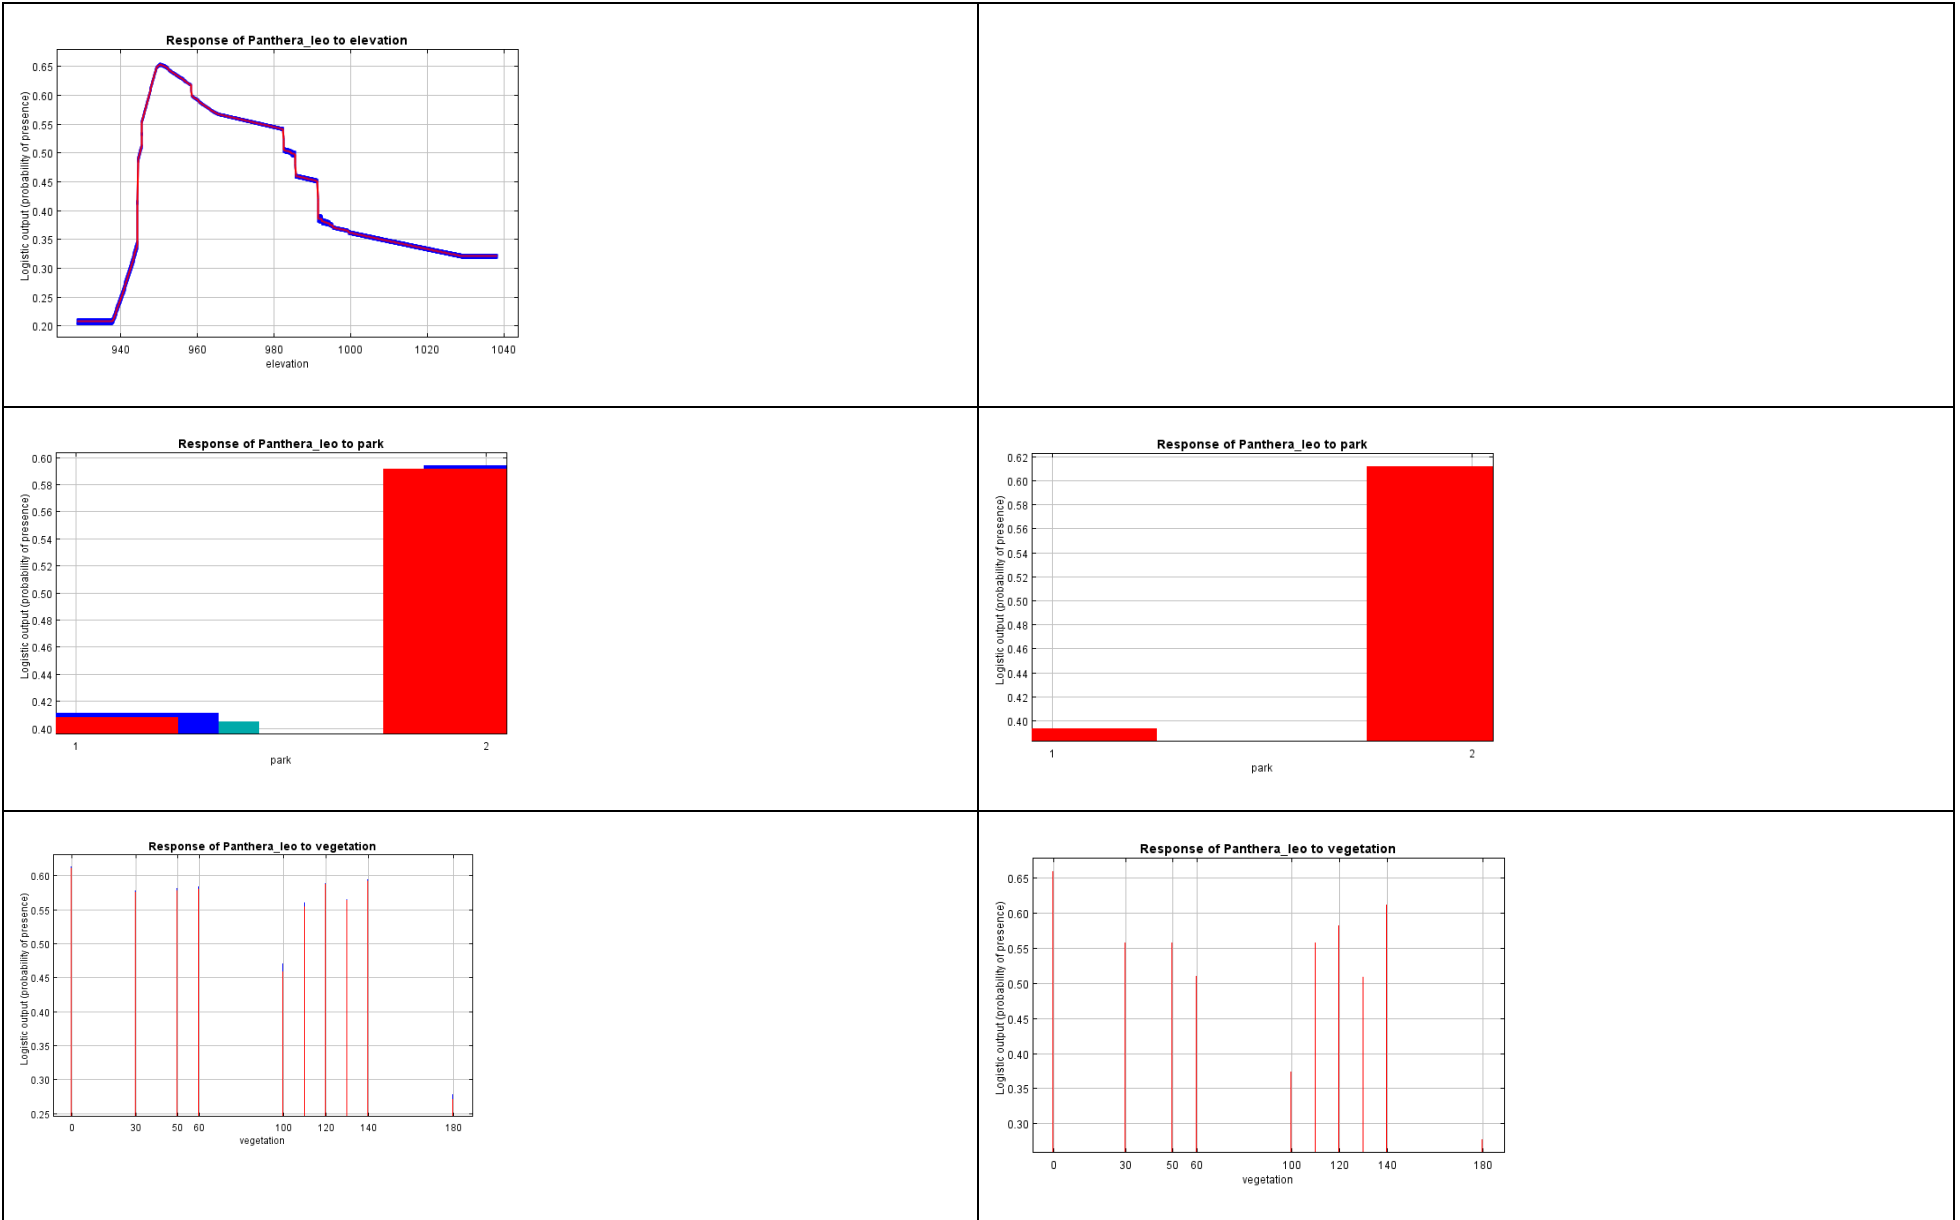 Response of Panthera_leo to elevation
Logistic output (probability of presence)
0.65
0.60
0.55
0.50
0.45
0.40
0.35
0.30
0.25
0.20
940 960 980 1000 1020 1040
elevation
Response of Panthera_leo to park
Logistic output (probability of presence)
0.60
0.58
0.56
0.54
0.52
0.50
0.48
0.46
0.44
0.42
0.40
1 2
park
Response of Panthera_leo to park
Logistic output (probability of presence)
0.62
0.60
0.58
0.56
0.54
0.52
0.50
0.48
0.46
0.44
0.42
0.40
1 2
park
Response of Panthera_leo to vegetation
Logistic output (probability of presence)
0.60
0.55
0.50
0.45
0.40
0.35
0.30
0.25
0 30 50 60 100 120 140 180
vegetation
Response of Panthera_leo to vegetation
Logistic output (probability of presence)
0.65
0.60
0.55
0.50
0.45
0.40
0.35
0.30
0 30 50 60 100 120 140 180
vegetation